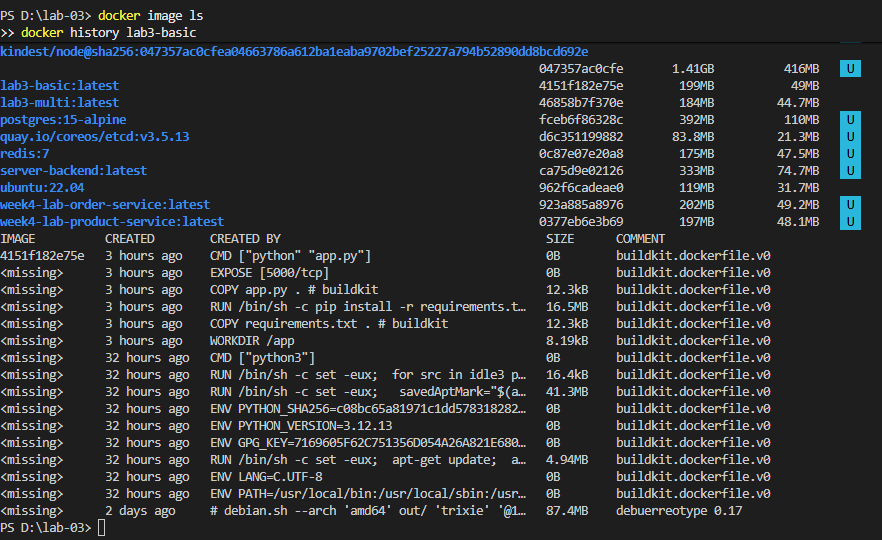 PS D:\lab-03> docker image ls
>> docker history lab3-basic
kindest/node@sha256:047357ac0cfea04663786a612ba1eaba9702bef25227a794b52890dd8bcd692e
047357ac0cfe 1.41GB 416MB U
lab3-basic:latest 4151f182e75e 199MB 49MB
lab3-multi:latest 46858b7f370e 184MB 44.7MB
postgres:15-alpine fceb6f86328c 392MB 110MB U
quay.io/coreos/etcd:v3.5.13 d6c351199882 83.8MB 21.3MB U
redis:7 0c87e07e20a8 175MB 47.5MB U
server-backend:latest ca75d9e02126 333MB 74.7MB U
ubuntu:22.04 962f6cadeae0 119MB 31.7MB
week4-lab-order-service:latest 923a885a8976 202MB 49.2MB U
week4-lab-product-service:latest 0377eb6e3b69 197MB 48.1MB U
IMAGE CREATED CREATED BY SIZE COMMENT
4151f182e75e 3 hours ago CMD ["python" "app.py"] 0B buildkit.dockerfile.v0
<missing> 3 hours ago EXPOSE [5000/tcp] 0B buildkit.dockerfile.v0
<missing> 3 hours ago COPY app.py . # buildkit 12.3kB buildkit.dockerfile.v0
<missing> 3 hours ago RUN /bin/sh -c pip install -r requirements.t… 16.5MB buildkit.dockerfile.v0
<missing> 3 hours ago COPY requirements.txt . # buildkit 12.3kB buildkit.dockerfile.v0
<missing> 3 hours ago WORKDIR /app 8.19kB buildkit.dockerfile.v0
<missing> 32 hours ago CMD ["python3"] 0B buildkit.dockerfile.v0
<missing> 32 hours ago RUN /bin/sh -c set -eux; for src in idle3 p… 16.4kB buildkit.dockerfile.v0
<missing> 32 hours ago RUN /bin/sh -c set -eux; savedAptMark="$(a… 41.3MB buildkit.dockerfile.v0
<missing> 32 hours ago ENV PYTHON_SHA256=c08bc65a81971c1dd578318282… 0B buildkit.dockerfile.v0
<missing> 32 hours ago ENV PYTHON_VERSION=3.12.13 0B buildkit.dockerfile.v0
<missing> 32 hours ago ENV GPG_KEY=7169605F62C751356D054A26A821E680… 0B buildkit.dockerfile.v0
<missing> 32 hours ago RUN /bin/sh -c set -eux; apt-get update; a… 4.94MB buildkit.dockerfile.v0
<missing> 32 hours ago ENV LANG=C.UTF-8 0B buildkit.dockerfile.v0
<missing> 32 hours ago ENV PATH=/usr/local/bin:/usr/local/sbin:/usr… 0B buildkit.dockerfile.v0
<missing> 2 days ago # debian.sh --arch 'amd64' out/ 'trixie' '@1… 87.4MB debuerreotype 0.17
PS D:\lab-03>